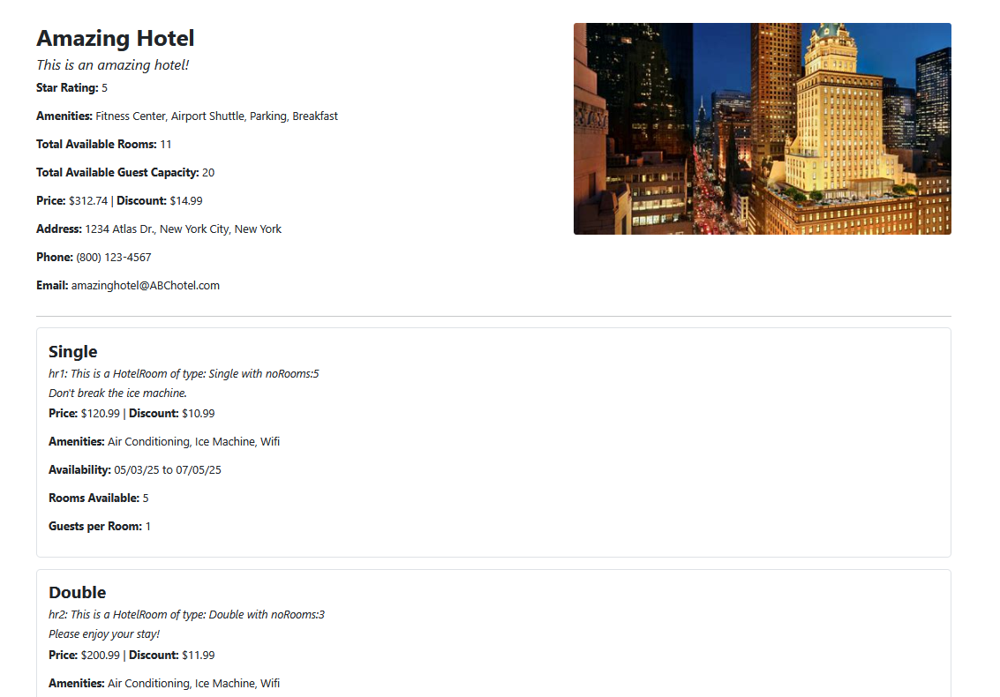 Amazing Hotel
This is an amazing hotel!
Star Rating: 5
Amenities: Fitness Center, Airport Shuttle, Parking, Breakfast
Total Available Rooms: 11
Total Available Guest Capacity: 20
Price: $312.74 | Discount: $14.99
Address: 1234 Atlas Dr., New York City, New York
Phone: (800) 123-4567
Email: amazinghotel@ABChotel.com
Single
hr1: This is a HotelRoom of type: Single with noRooms:5
Don't break the ice machine.
Price: $120.99 | Discount: $10.99
Amenities: Air Conditioning, Ice Machine, Wifi
Availability: 05/03/25 to 07/05/25
Rooms Available: 5
Guests per Room: 1
Double
hr2: This is a HotelRoom of type: Double with noRooms:3
Please enjoy your stay!
Price: $200.99 | Discount: $11.99
Amenities: Air Conditioning, Ice Machine, Wifi